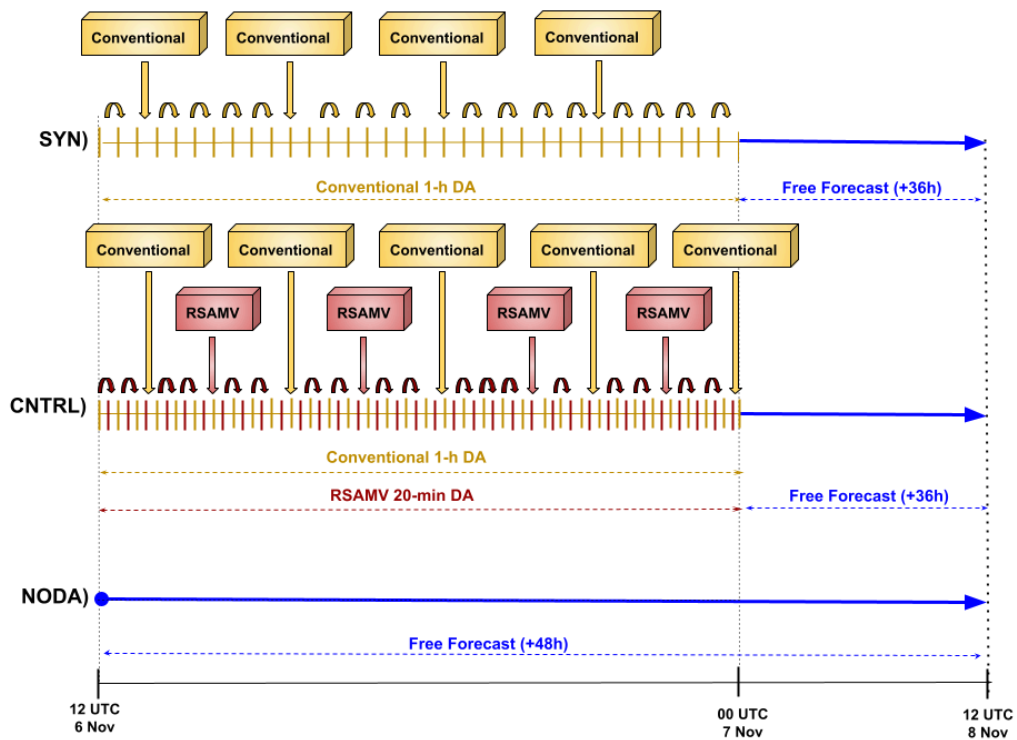 Conventional Conventional Conventional Conventional
SYN)
Conventional 1-h DA Free Forecast (+36h)
Conventional Conventional Conventional Conventional Conventional
RSAMV RSAMV RSAMV RSAMV
CNTRL)
Conventional 1-h DA
RSAMV 20-min DA Free Forecast (+36h)
NODA)
Free Forecast (+48h)
12 UTC 00 UTC 12 UTC
6 Nov 7 Nov 8 Nov